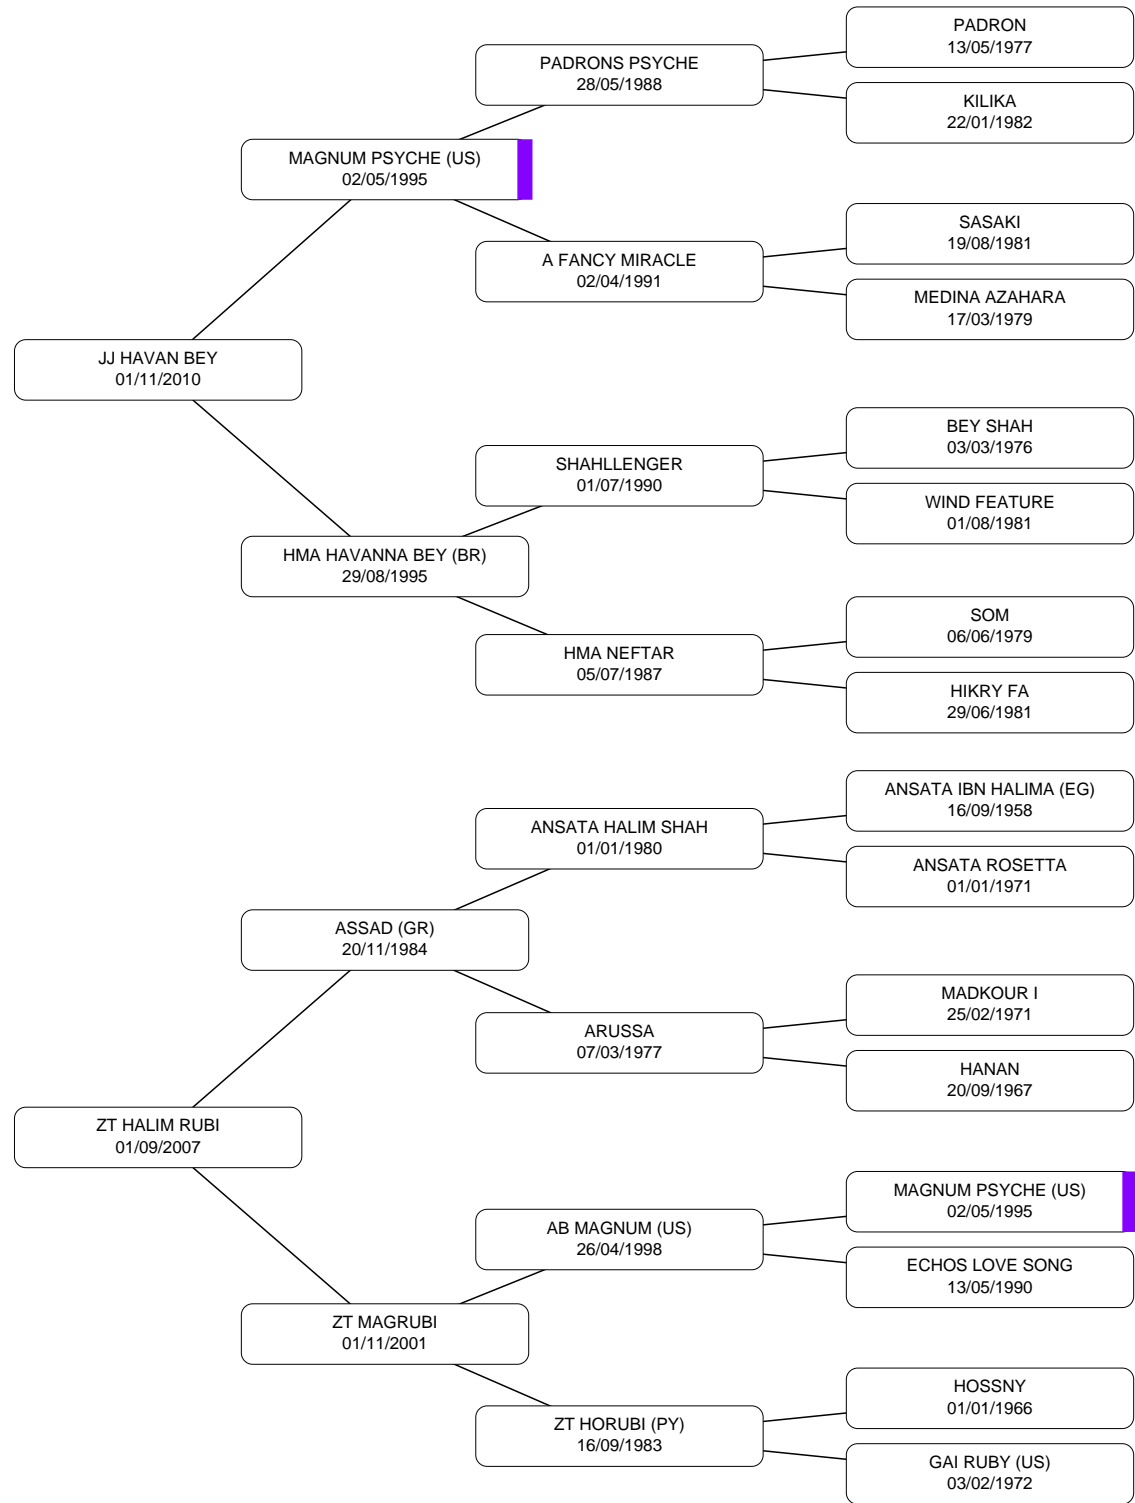 PADRON
13/05/1977
PADRONS PSYCHE
28/05/1988
KILIKA
22/01/1982
MAGNUM PSYCHE (US)
02/05/1995
SASAKI
19/08/1981
A FANCY MIRACLE
02/04/1991
MEDINA AZAHARA
17/03/1979
JJ HAVAN BEY
01/11/2010
BEY SHAH
03/03/1976
SHAHLLENGER
01/07/1990
WIND FEATURE
01/08/1981
HMA HAVANNA BEY (BR)
29/08/1995
SOM
06/06/1979
HMA NEFTAR
05/07/1987
HIKRY FA
29/06/1981
ANSATA IBN HALIMA (EG)
16/09/1958
ANSATA HALIM SHAH
01/01/1980
ANSATA ROSETTA
01/01/1971
ASSAD (GR)
20/11/1984
MADKOUR I
25/02/1971
ARUSSA
07/03/1977
HANAN
20/09/1967
ZT HALIM RUBI
01/09/2007
MAGNUM PSYCHE (US)
02/05/1995
AB MAGNUM (US)
26/04/1998
ECHOS LOVE SONG
13/05/1990
ZT MAGRUBI
01/11/2001
HOSSNY
01/01/1966
ZT HORUBI (PY)
16/09/1983
GAI RUBY (US)
03/02/1972